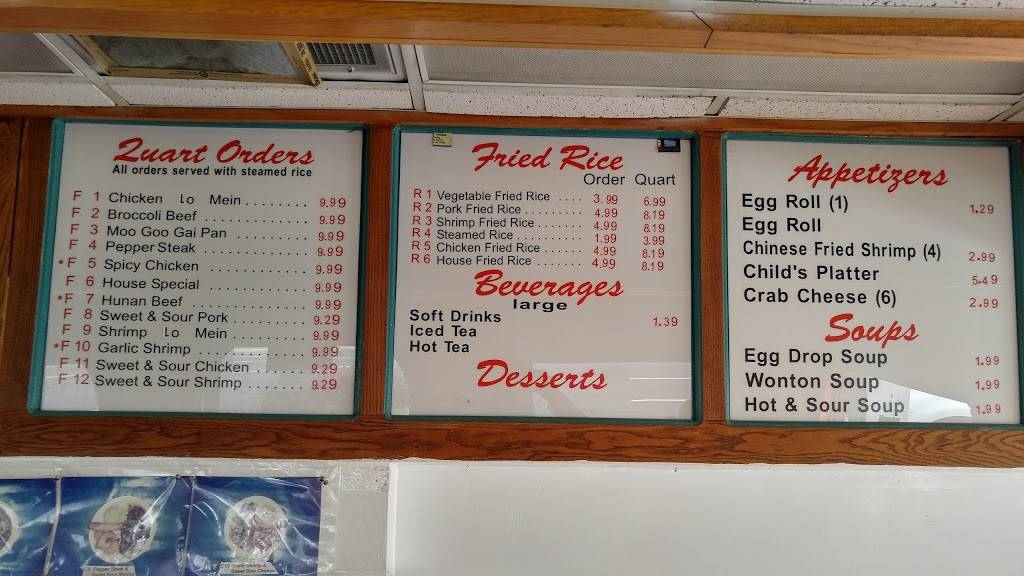 Quart Orders
All orders served with steamed rice
F 1 Chicken Lo Mein ......... 9.99
F 2 Broccoli Beef ............. 9.99
F 3 Moo Goo Gai Pan ......... 9.99
F 4 Pepper Steak ............. 9.99
*F 5 Spicy Chicken ............. 9.99
F 6 House Special ............. 9.99
*F 7 Hunan Beef ............. 9.99
F 8 Sweet & Sour Pork ......... 9.29
F 9 Shrimp Lo Mein ......... 9.99
*F 10 Garlic Shrimp ............. 9.99
F 11 Sweet & Sour Chicken ....... 9.29
F 12 Sweet & Sour Shrimp ........ 9.29
Fried Rice
Order Quart
R 1 Vegetable Fried Rice .... 3.99 6.99
R 2 Pork Fried Rice ......... 4.99 8.19
R 3 Shrimp Fried Rice ....... 4.99 8.19
R 4 Steamed Rice ......... 1.99 3.99
R 5 Chicken Fried Rice ...... 4.99 8.19
R 6 House Fried Rice ........ 4.99 8.19
Beverages
large
Soft Drinks 1.39
Iced Tea
Hot Tea
Desserts
Appetizers
Egg Roll (1) 1.29
Egg Roll
Chinese Fried Shrimp (4) 2.99
Child's Platter 5.49
Crab Cheese (6) 2.99
Soups
Egg Drop Soup 1.99
Wonton Soup 1.99
Hot & Sour Soup 1.99
Pepper Steak &